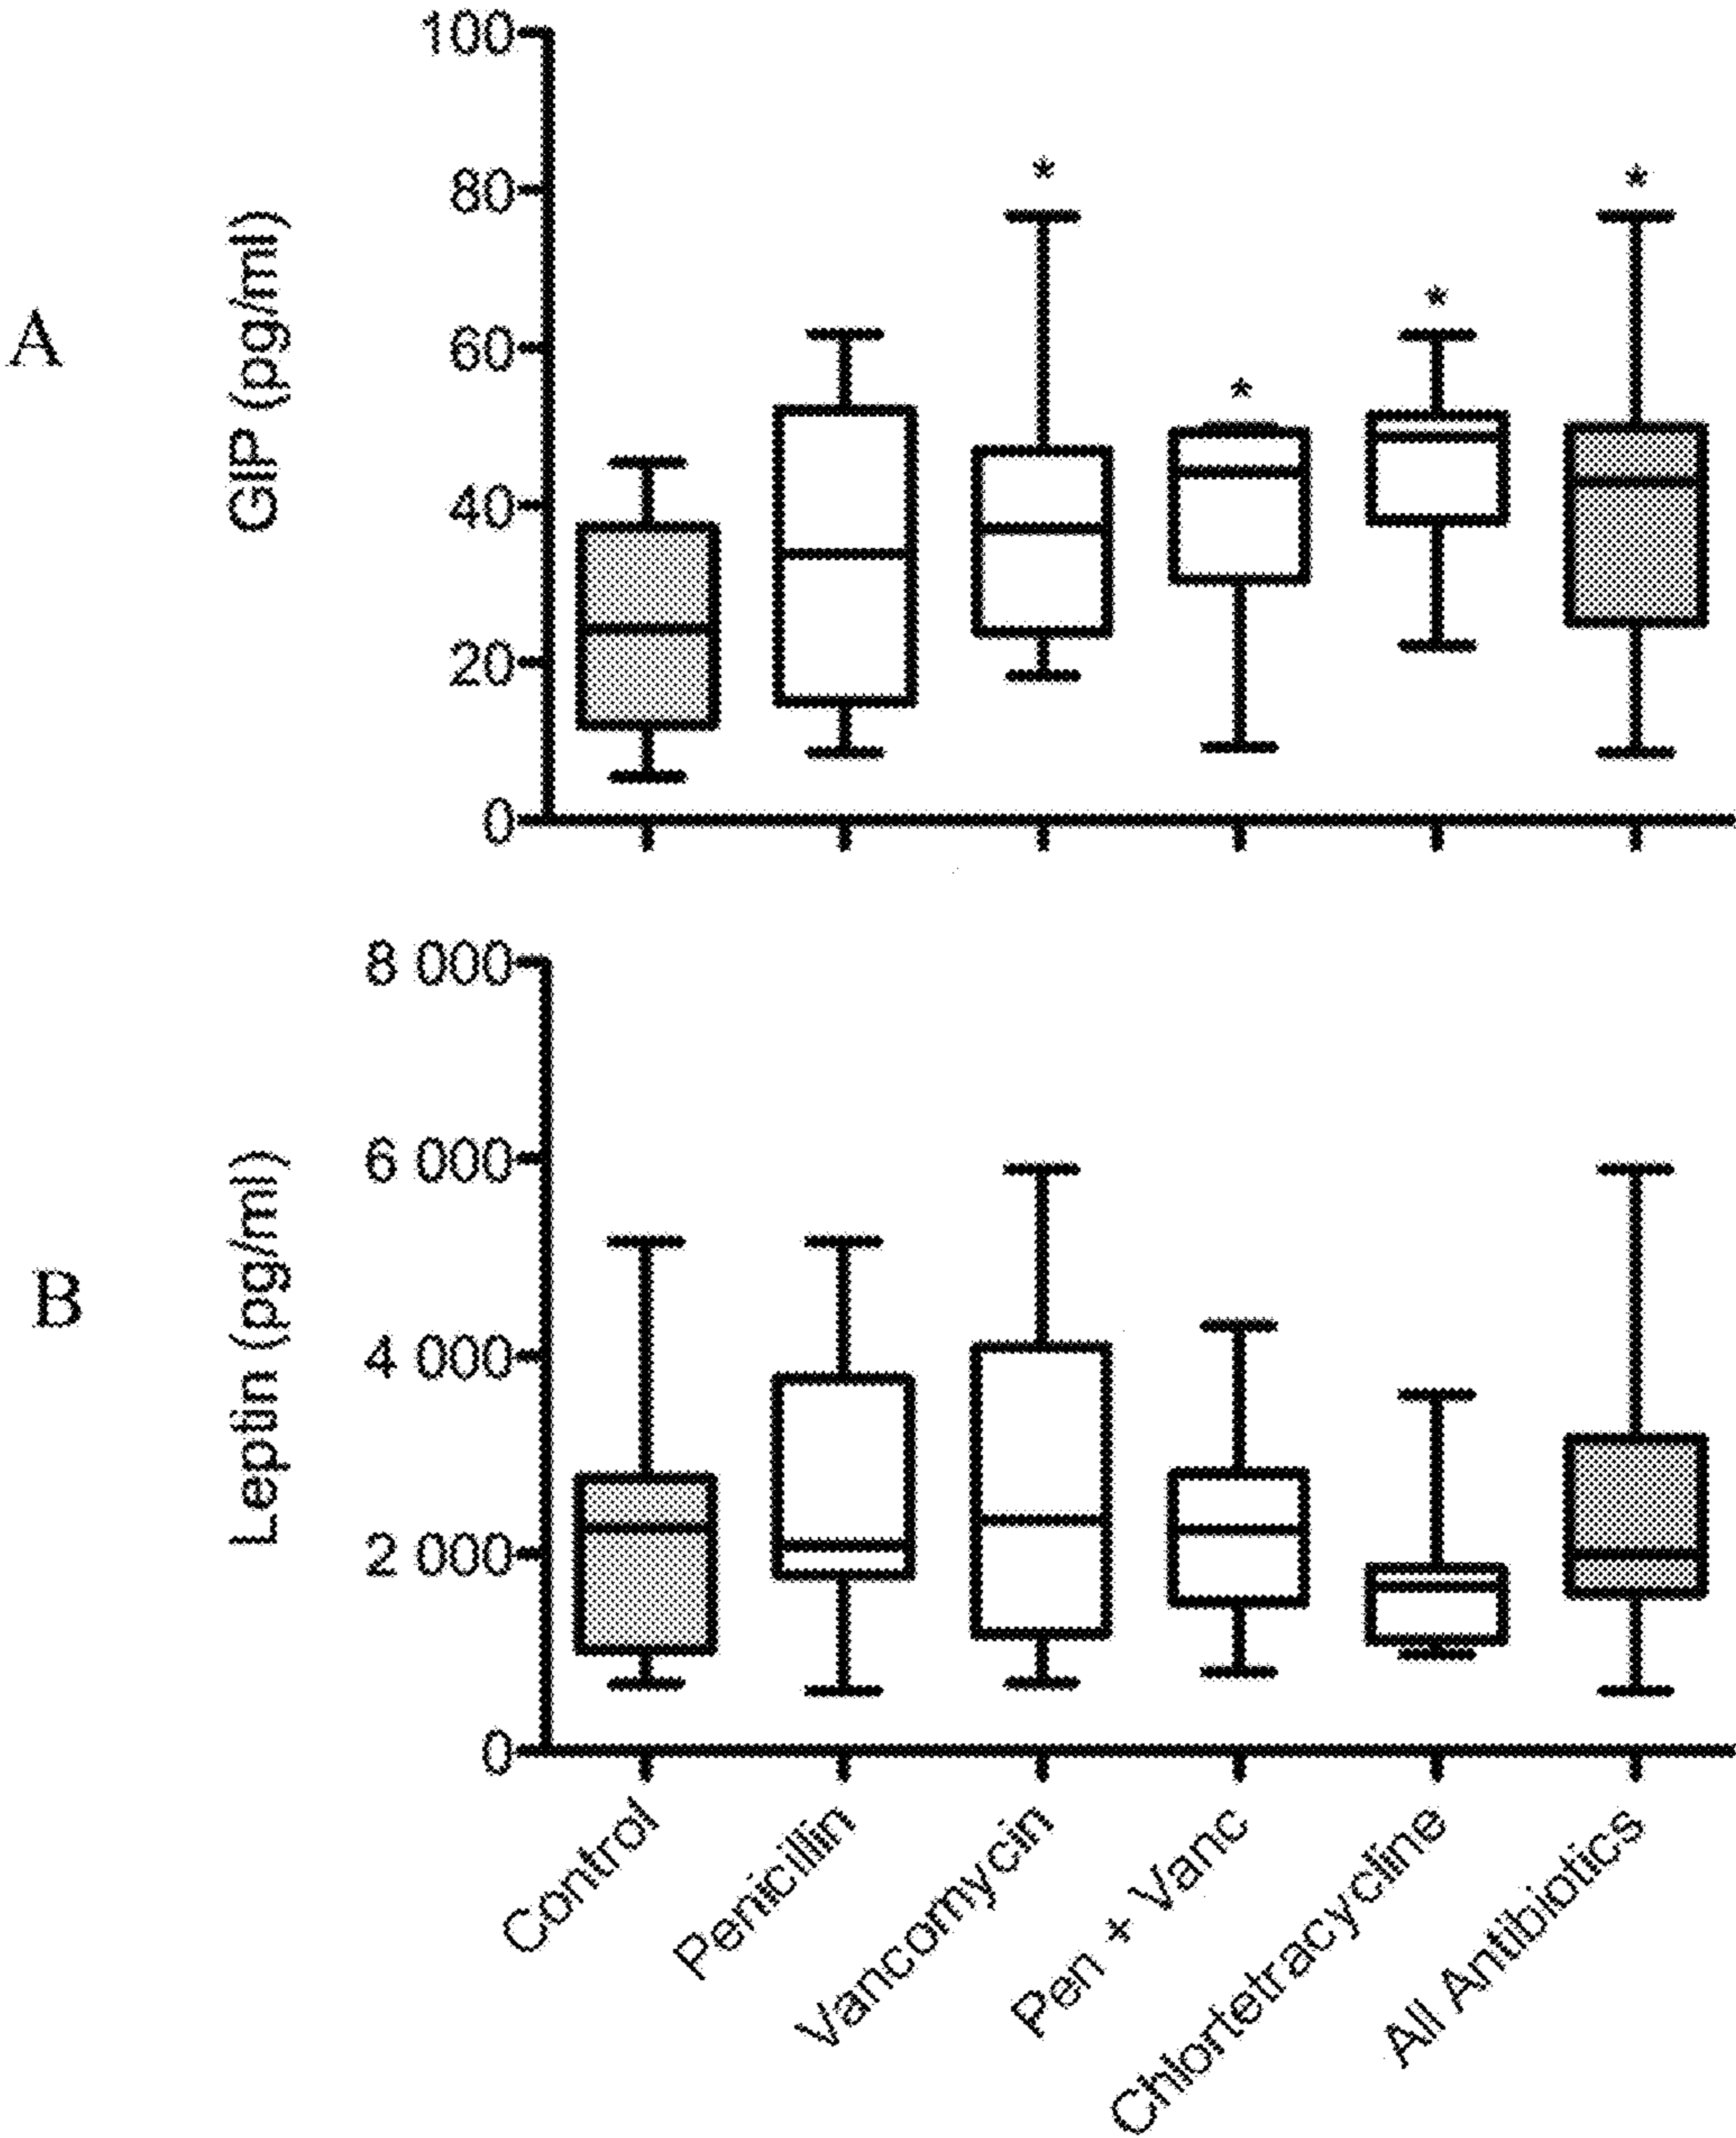 A
GIP (pg/ml)
100
80
60
40
20
0
*
*
*
*
*
B
Leptin (pg/ml)
8 000
6 000
4 000
2 000
0
Control
Penicillin
Vancomycin
Pen + Vanc
Chlortetracycline
All Antibiotics